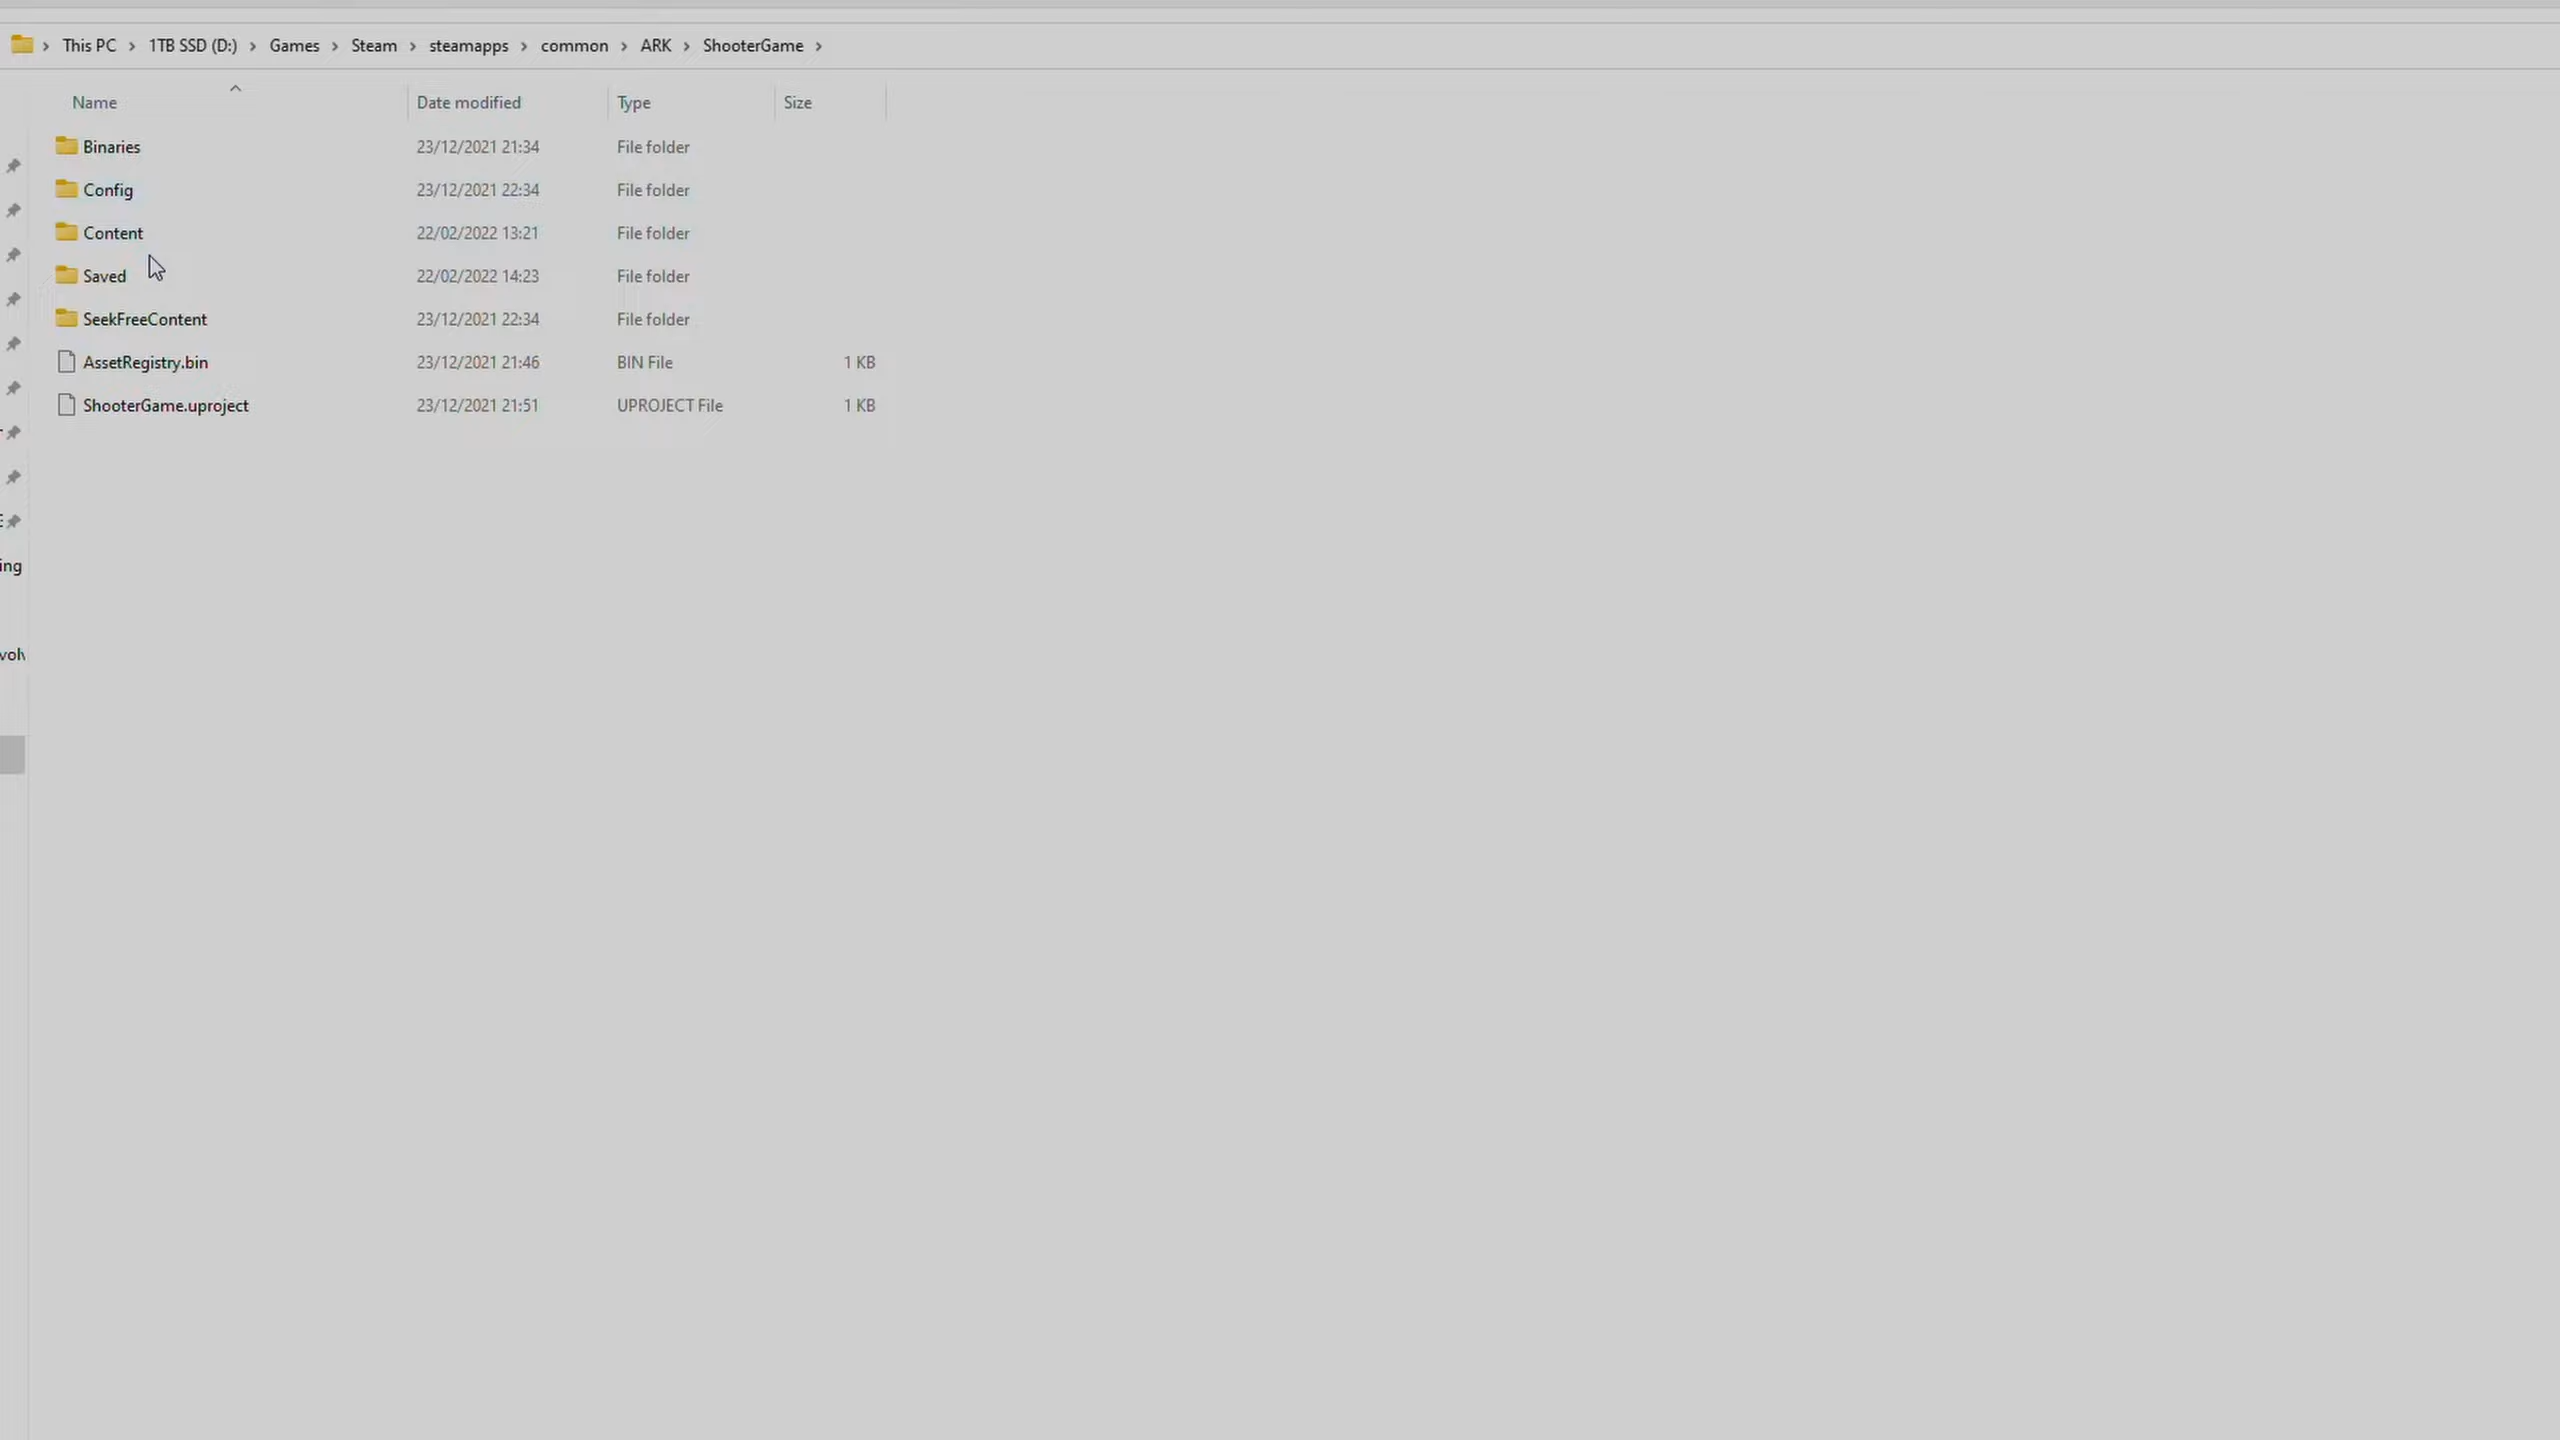 This PC > 1TB SSD (D:) > Games > Steam > steamapps > common > ARK > ShooterGame >
Name Date modified Type Size
Binaries 23/12/2021 21:34 File folder
Config 23/12/2021 22:34 File folder
Content 22/02/2022 13:21 File folder
Saved 22/02/2022 14:23 File folder
SeekFreeContent 23/12/2021 22:34 File folder
AssetRegistry.bin 23/12/2021 21:46 BIN File 1 KB
ShooterGame.uproject 23/12/2021 21:51 UPROJECT File 1 KB
ing
volv